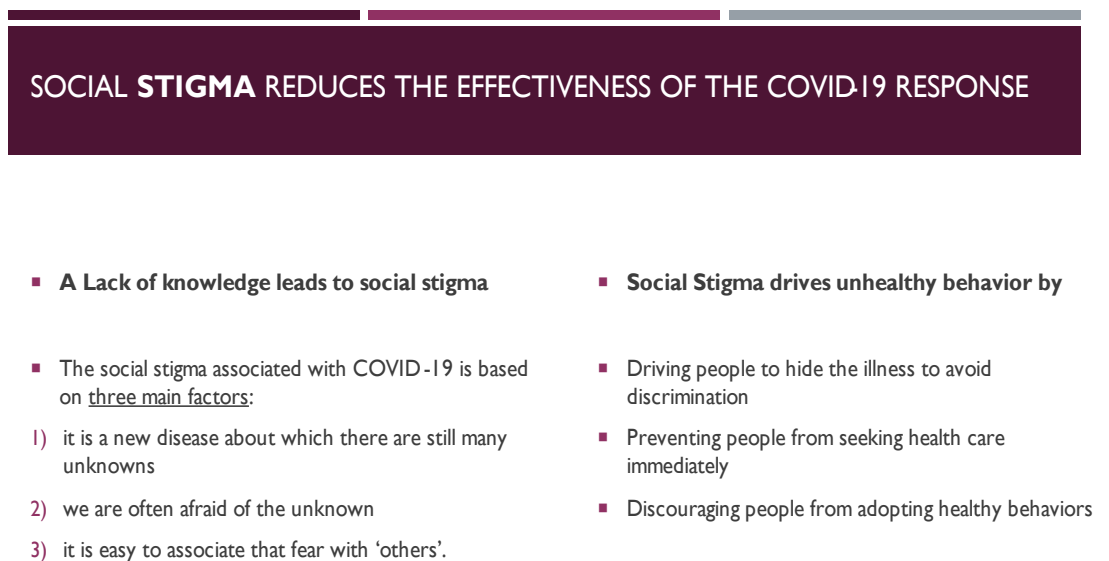 SOCIAL STIGMA REDUCES THE EFFECTIVENESS OF THE COVID-19 RESPONSE
▪ A Lack of knowledge leads to social stigma
▪ The social stigma associated with COVID-19 is based
on three main factors:
1) it is a new disease about which there are still many
unknowns
2) we are often afraid of the unknown
3) it is easy to associate that fear with ‘others’.
▪ Social Stigma drives unhealthy behavior by
▪ Driving people to hide the illness to avoid
discrimination
▪ Preventing people from seeking health care
immediately
▪ Discouraging people from adopting healthy behaviors